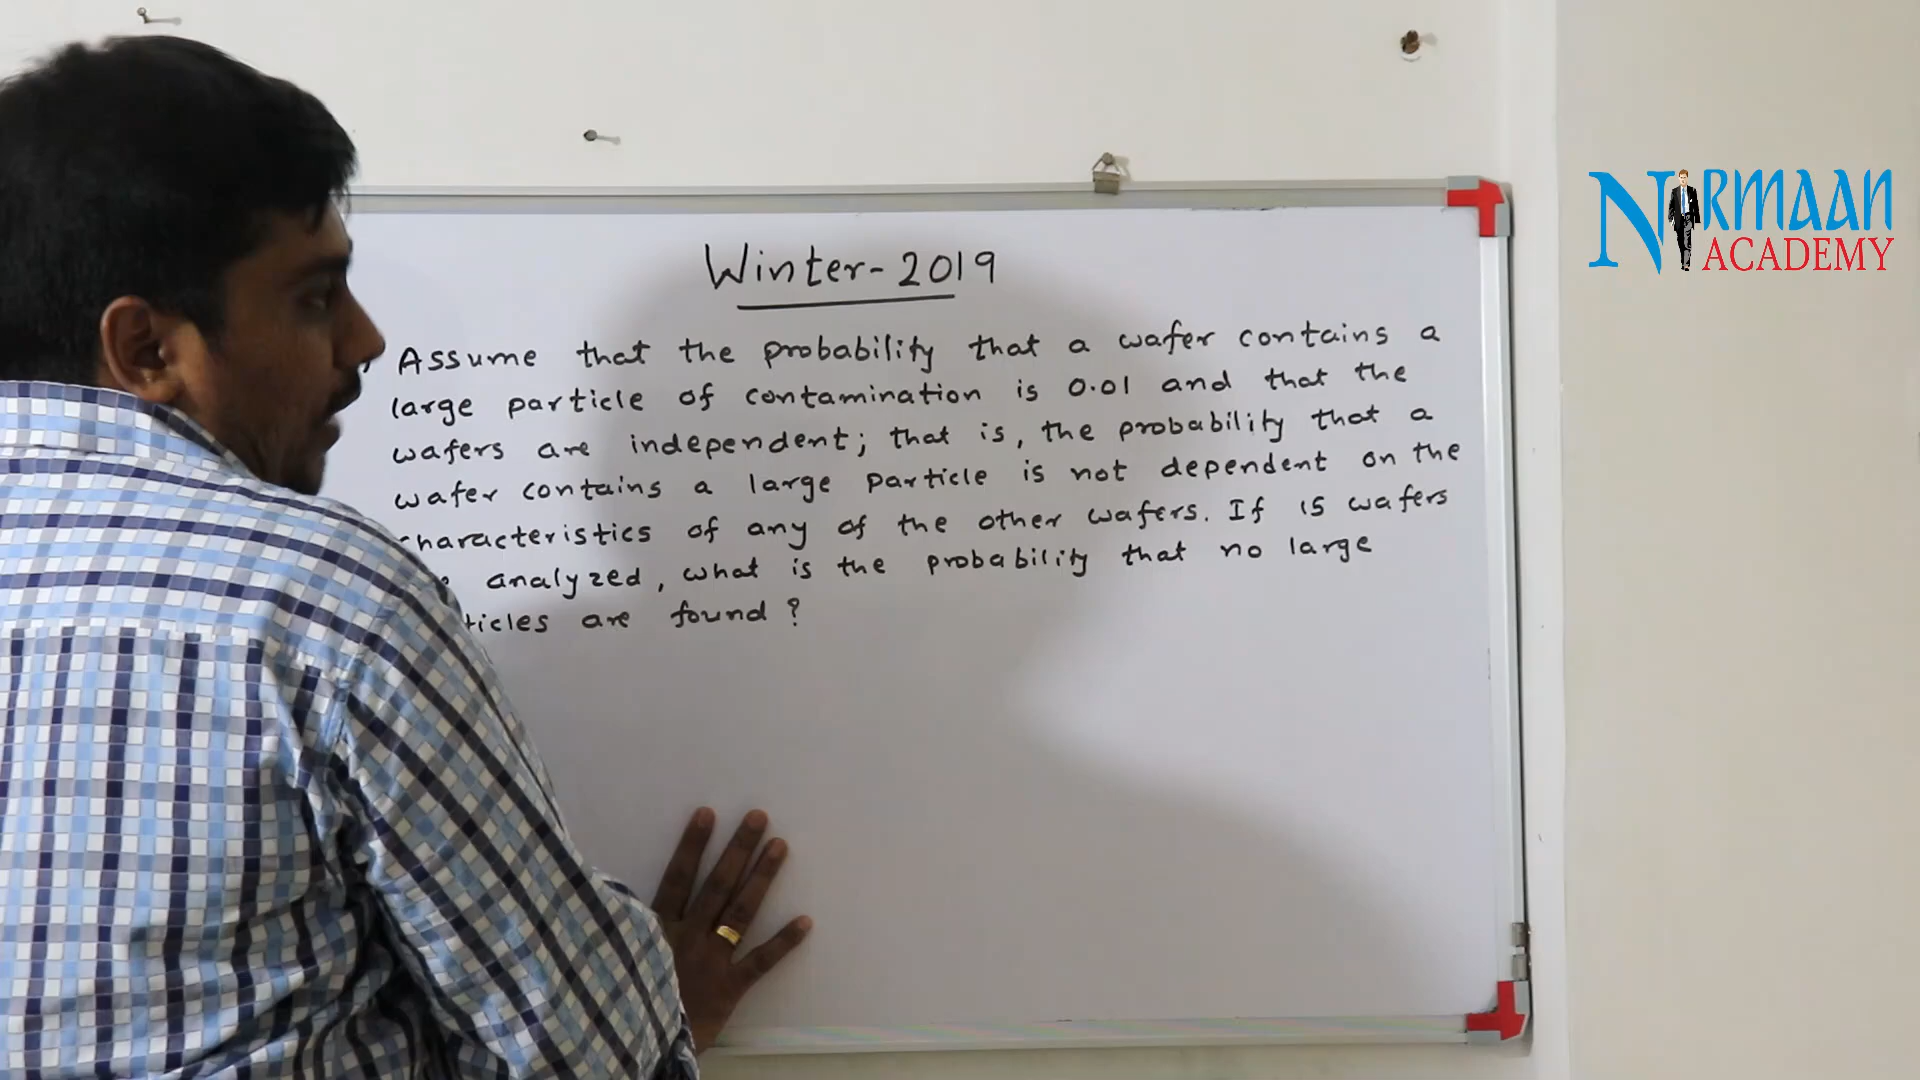 Winter-2019
Assume that the probability that a wafer contains a
large particle of contamination is 0.01 and that the
wafers are independent; that is, the probability that a
wafer contains a large particle is not dependent on the
haracteristics of any of the other wafers. If 15 wafers
analyzed, what is the probability that no large
ticles are found?
NIRMAAN
ACADEMY